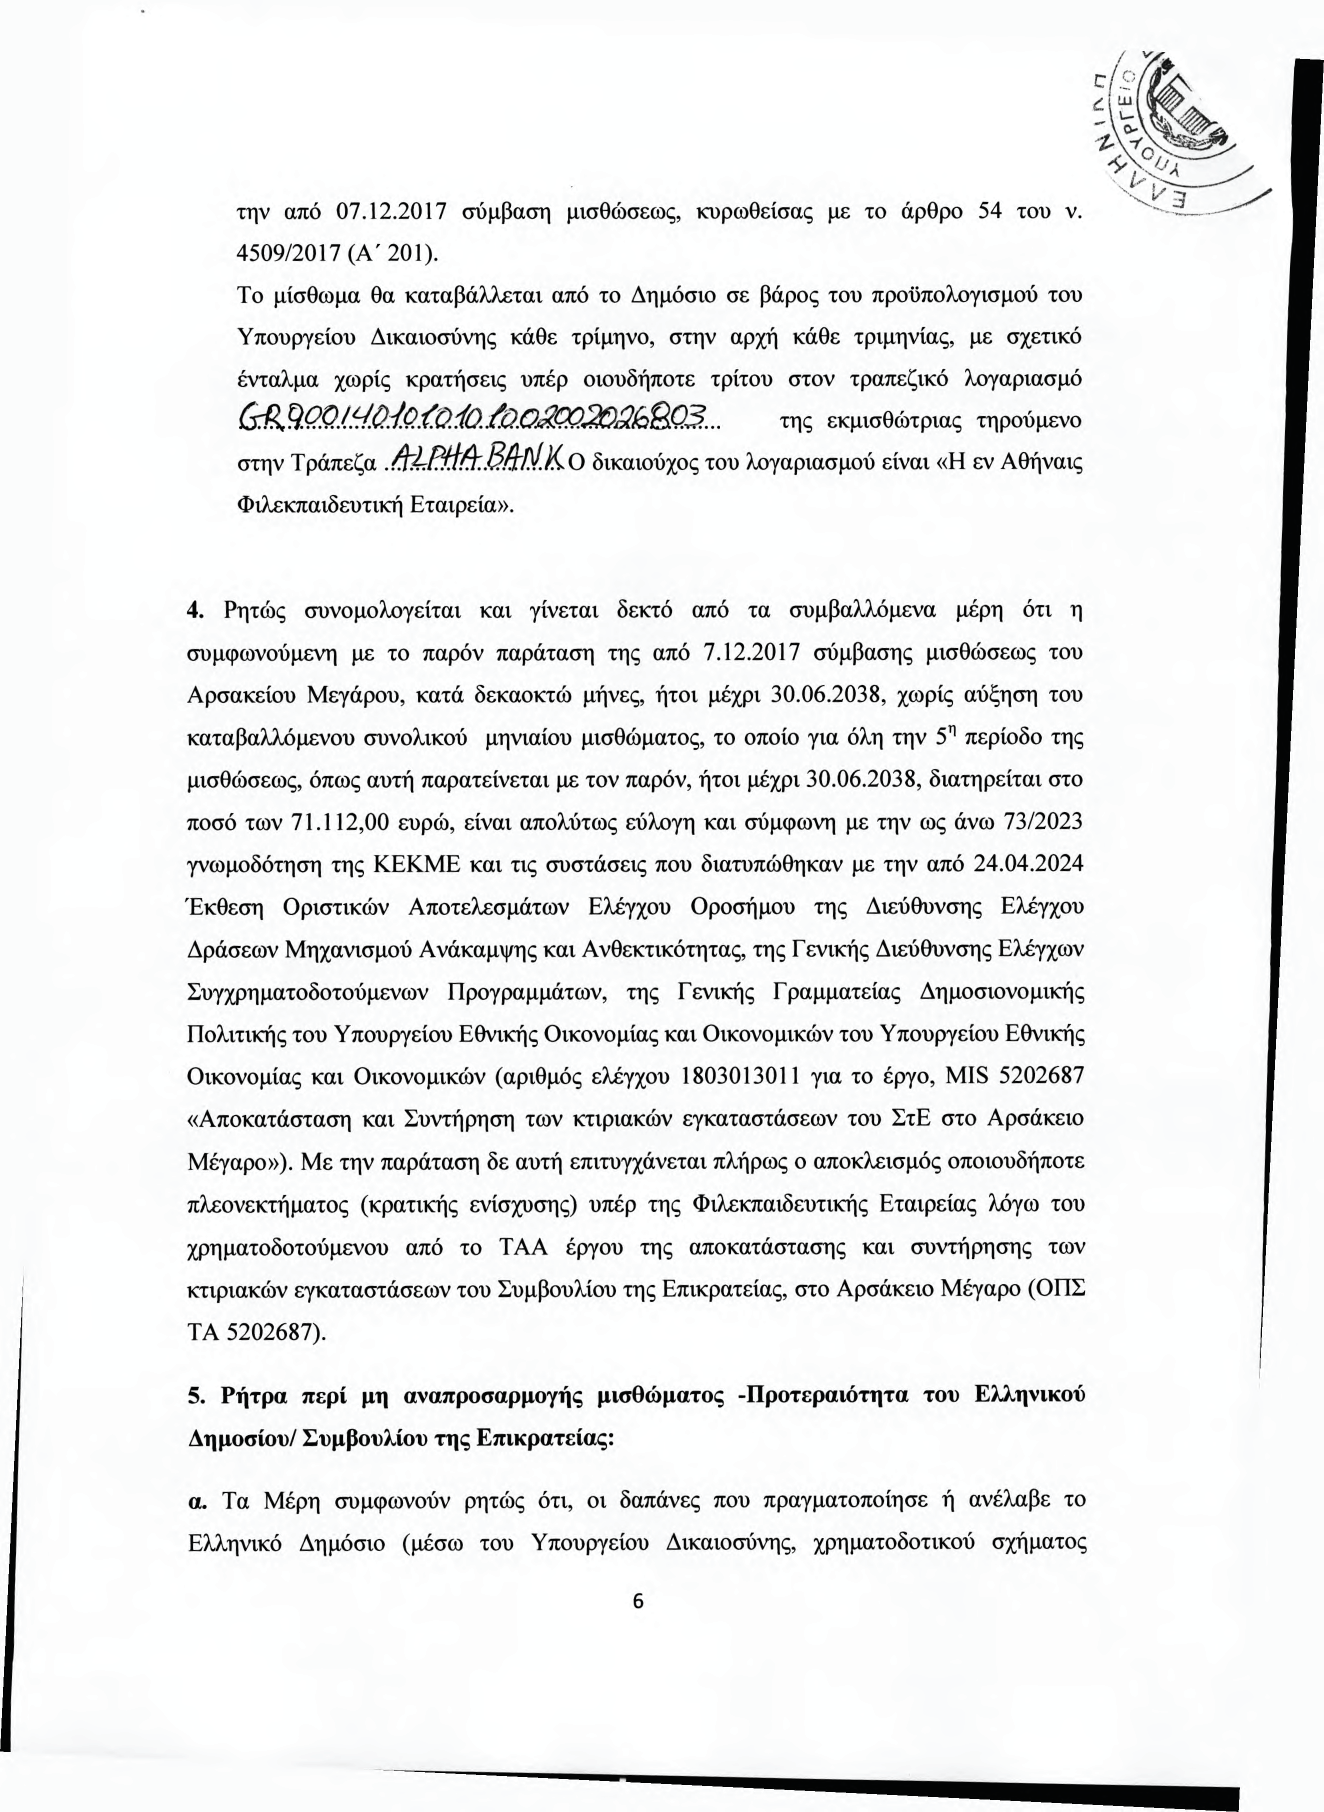 ΕΛΛΗΝΙΚΗ
ΥΠΟΥΡΓΕΙΟ
την από 07.12.2017 σύμβαση μισθώσεως, κυρωθείσας με το άρθρο 54 του ν.
4509/2017 (Α΄ 201).
Το μίσθωμα θα καταβάλλεται από το Δημόσιο σε βάρος του προϋπολογισμού του
Υπουργείου Δικαιοσύνης κάθε τρίμηνο, στην αρχή κάθε τριμηνίας, με σχετικό
ένταλμα χωρίς κρατήσεις υπέρ οιουδήποτε τρίτου στον τραπεζικό λογαριασμό
GR9001401010101002002026803... της εκμισθώτριας τηρούμενο
στην Τράπεζα .ALPHA BANK Ο δικαιούχος του λογαριασμού είναι «Η εν Αθήναις
Φιλεκπαιδευτική Εταιρεία».
4. Ρητώς συνομολογείται και γίνεται δεκτό από τα συμβαλλόμενα μέρη ότι η
συμφωνούμενη με το παρόν παράταση της από 7.12.2017 σύμβασης μισθώσεως του
Αρσακείου Μεγάρου, κατά δεκαοκτώ μήνες, ήτοι μέχρι 30.06.2038, χωρίς αύξηση του
καταβαλλόμενου συνολικού μηνιαίου μισθώματος, το οποίο για όλη την 5η περίοδο της
μισθώσεως, όπως αυτή παρατείνεται με τον παρόν, ήτοι μέχρι 30.06.2038, διατηρείται στο
ποσό των 71.112,00 ευρώ, είναι απολύτως εύλογη και σύμφωνη με την ως άνω 73/2023
γνωμοδότηση της ΚΕΚΜΕ και τις συστάσεις που διατυπώθηκαν με την από 24.04.2024
Έκθεση Οριστικών Αποτελεσμάτων Ελέγχου Οροσήμου της Διεύθυνσης Ελέγχου
Δράσεων Μηχανισμού Ανάκαμψης και Ανθεκτικότητας, της Γενικής Διεύθυνσης Ελέγχων
Συγχρηματοδοτούμενων Προγραμμάτων, της Γενικής Γραμματείας Δημοσιονομικής
Πολιτικής του Υπουργείου Εθνικής Οικονομίας και Οικονομικών του Υπουργείου Εθνικής
Οικονομίας και Οικονομικών (αριθμός ελέγχου 1803013011 για το έργο, MIS 5202687
«Αποκατάσταση και Συντήρηση των κτιριακών εγκαταστάσεων του ΣτΕ στο Αρσάκειο
Μέγαρο»). Με την παράταση δε αυτή επιτυγχάνεται πλήρως ο αποκλεισμός οποιουδήποτε
πλεονεκτήματος (κρατικής ενίσχυσης) υπέρ της Φιλεκπαιδευτικής Εταιρείας λόγω του
χρηματοδοτούμενου από το ΤΑΑ έργου της αποκατάστασης και συντήρησης των
κτιριακών εγκαταστάσεων του Συμβουλίου της Επικρατείας, στο Αρσάκειο Μέγαρο (ΟΠΣ
ΤΑ 5202687).
5. Ρήτρα περί μη αναπροσαρμογής μισθώματος -Προτεραιότητα του Ελληνικού
Δημοσίου/ Συμβουλίου της Επικρατείας:
α. Τα Μέρη συμφωνούν ρητώς ότι, οι δαπάνες που πραγματοποίησε ή ανέλαβε το
Ελληνικό Δημόσιο (μέσω του Υπουργείου Δικαιοσύνης, χρηματοδοτικού σχήματος
6